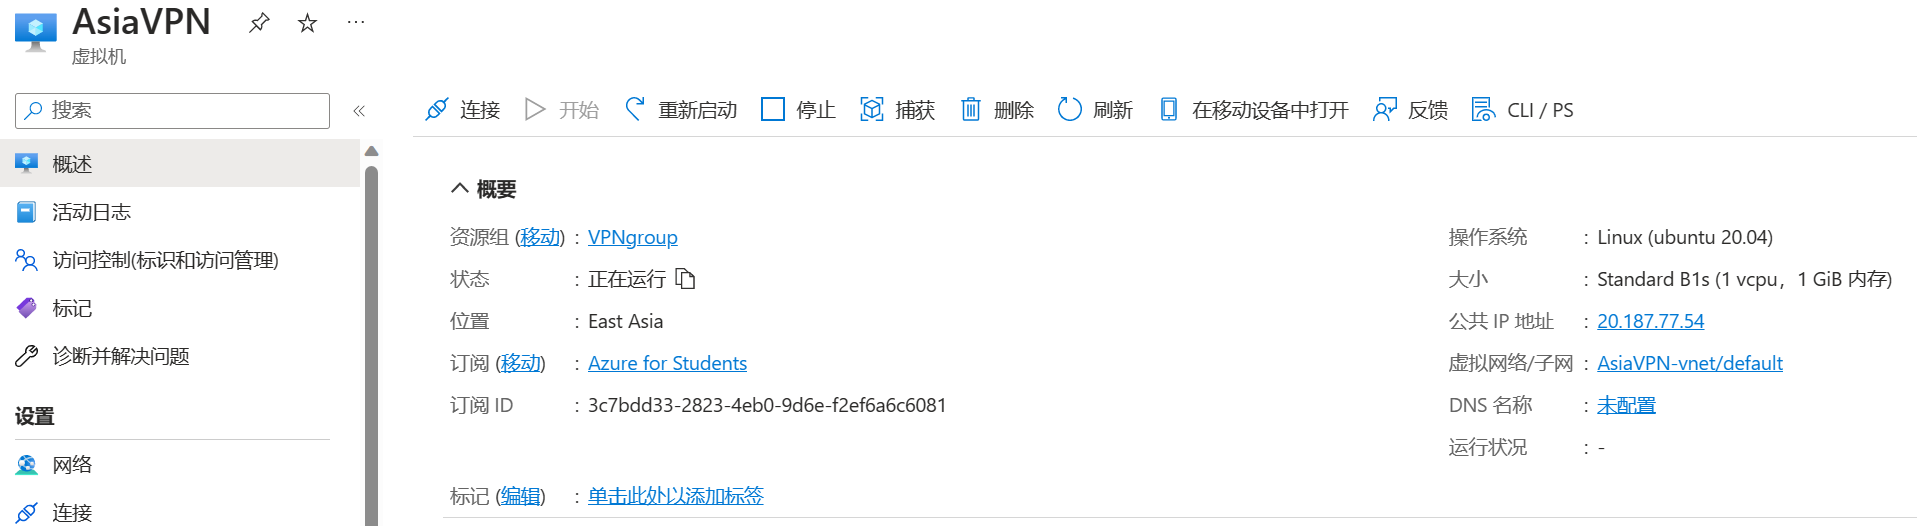 AsiaVPN
虚拟机
搜索
连接 开始 重新启动 停止 捕获 删除 刷新 在移动设备中打开 反馈 CLI / PS
概述
活动日志
访问控制(标识和访问管理)
标记
诊断并解决问题
设置
网络
连接
概要
资源组 (移动) : VPNgroup
状态 : 正在运行
位置 : East Asia
订阅 (移动) : Azure for Students
订阅 ID : 3c7bdd33-2823-4eb0-9d6e-f2ef6a6c6081
操作系统 : Linux (ubuntu 20.04)
大小 : Standard B1s (1 vcpu，1 GiB 内存)
公共 IP 地址 : 20.187.77.54
虚拟网络/子网 : AsiaVPN-vnet/default
DNS 名称 : 未配置
运行状况 : -
标记 (编辑) : 单击此处以添加标签